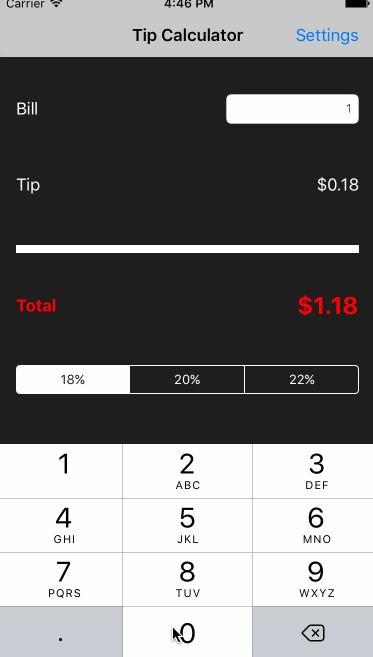 Carrier 4:46 PM
Tip Calculator Settings
Bill 1
Tip $0.18
Total $1.18
18% 20% 22%
1 2 3
ABC DEF
4 5 6
GHI JKL MNO
7 8 9
PQRS TUV WXYZ
. 0